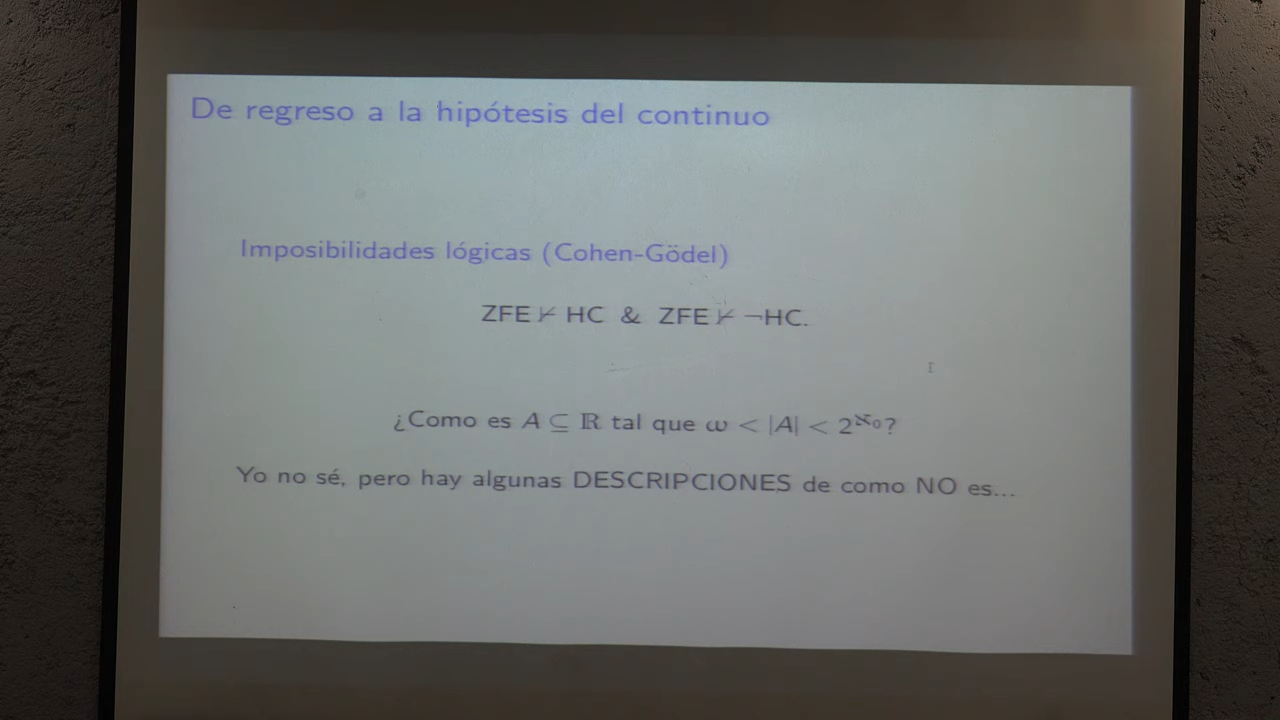 De regreso a la hipótesis del continuo
Imposibilidades lógicas (Cohen-Gödel)
ZFE ⊬ HC & ZFE ⊬ ¬HC.
¿Como es A ⊆ ℝ tal que ω < |A| < 2^ℵ₀?
Yo no sé, pero hay algunas DESCRIPCIONES de como NO es...